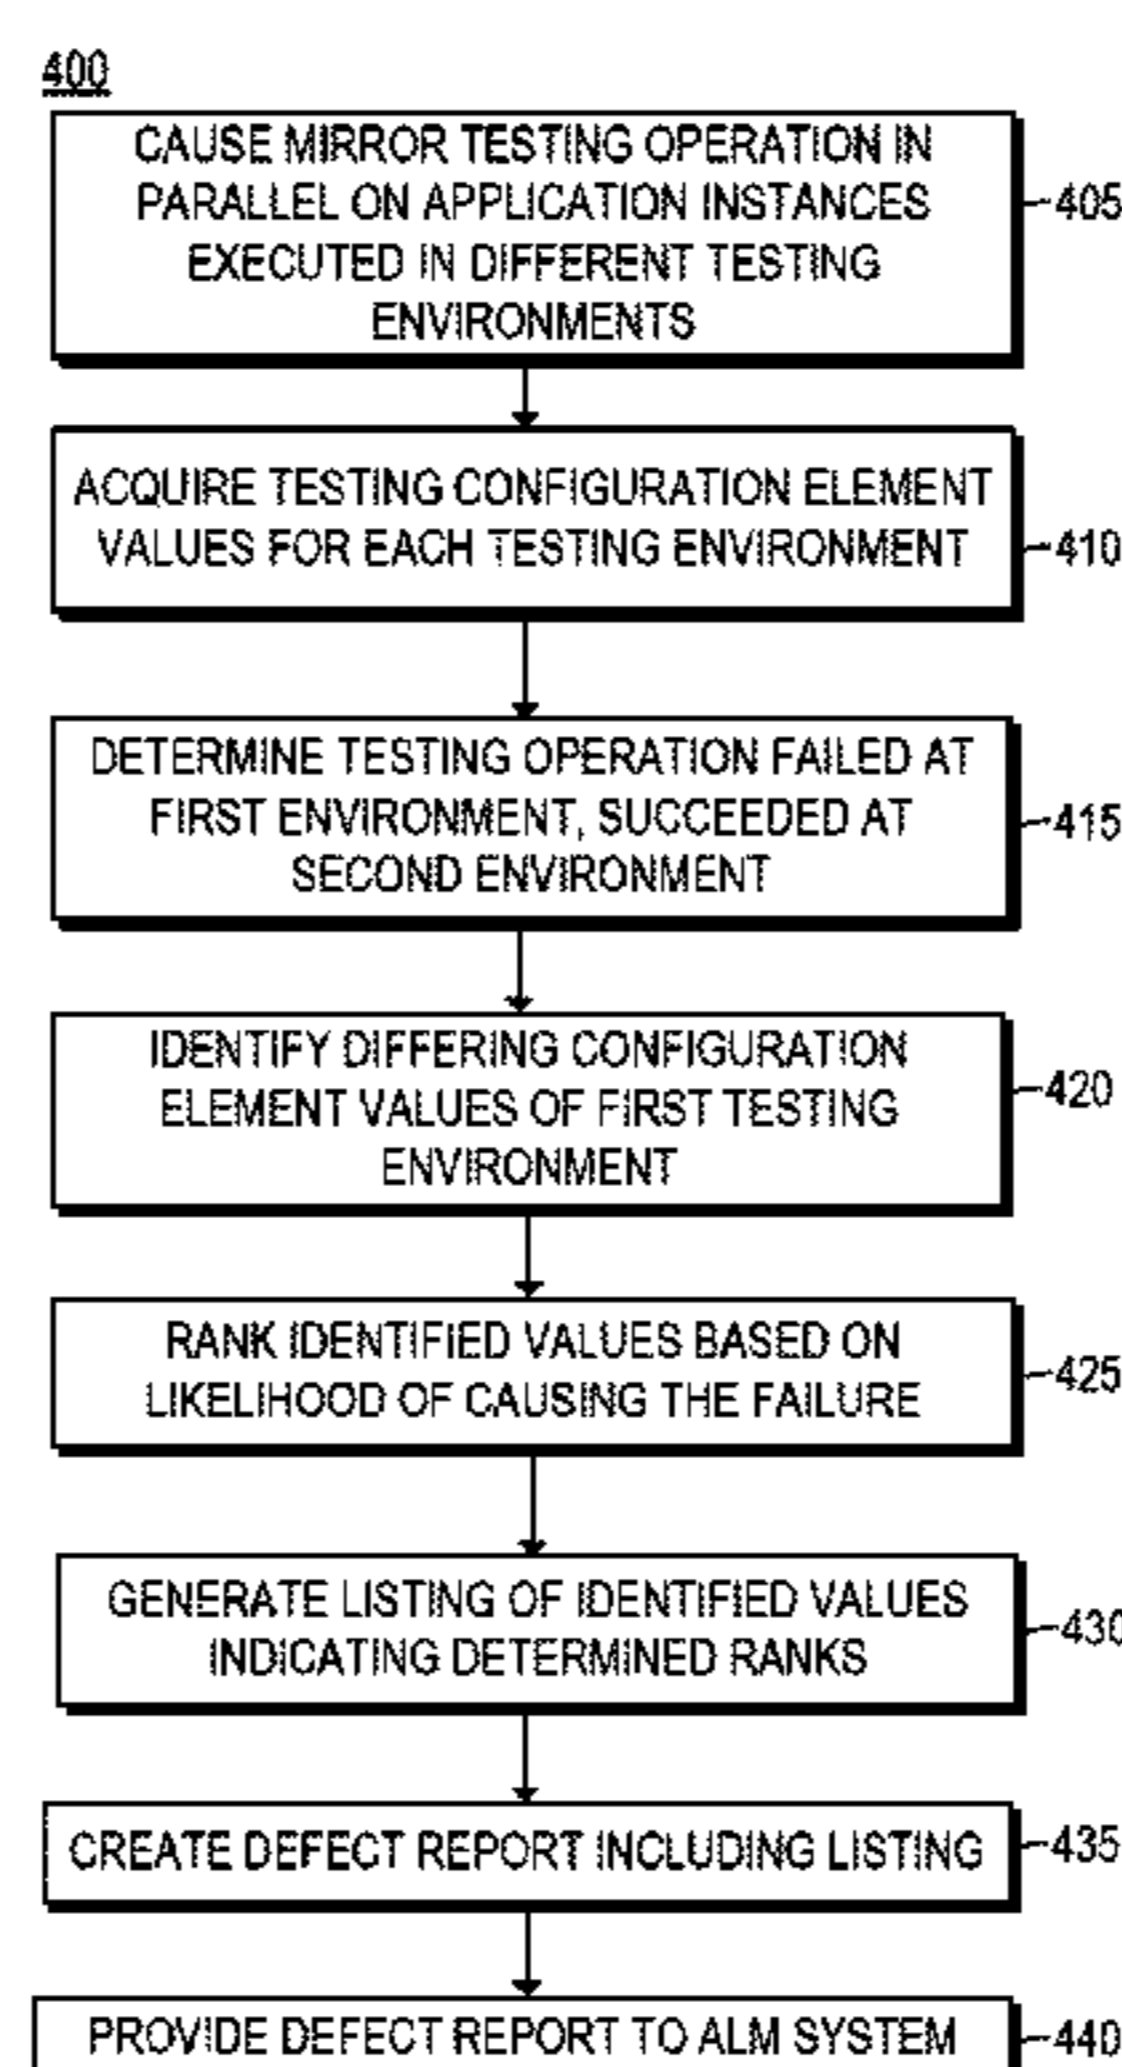 400
CAUSE MIRROR TESTING OPERATION IN
PARALLEL ON APPLICATION INSTANCES
EXECUTED IN DIFFERENT TESTING
ENVIRONMENTS
405
ACQUIRE TESTING CONFIGURATION ELEMENT
VALUES FOR EACH TESTING ENVIRONMENT
410
DETERMINE TESTING OPERATION FAILED AT
FIRST ENVIRONMENT, SUCCEEDED AT
SECOND ENVIRONMENT
415
IDENTIFY DIFFERING CONFIGURATION
ELEMENT VALUES OF FIRST TESTING
ENVIRONMENT
420
RANK IDENTIFIED VALUES BASED ON
LIKELIHOOD OF CAUSING THE FAILURE
425
GENERATE LISTING OF IDENTIFIED VALUES
INDICATING DETERMINED RANKS
430
CREATE DEFECT REPORT INCLUDING LISTING
435
PROVIDE DEFECT REPORT TO ALM SYSTEM
440